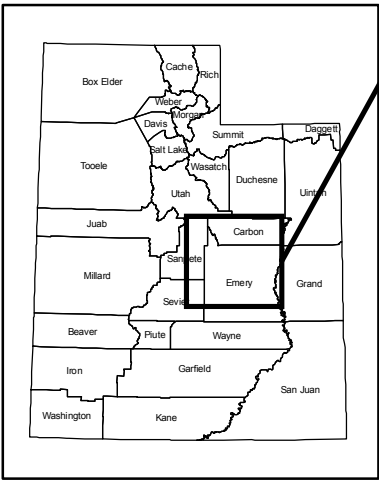 Cache
Rich
Box Elder
Weber
Morgan
Davis
Daggett
Summit
Salt Lake
Tooele
Wasatch
Duchesne
Uintah
Utah
Juab
Carbon
Sanpete
Millard
Emery
Grand
Sevier
Beaver
Piute
Wayne
Iron
Garfield
San Juan
Washington
Kane